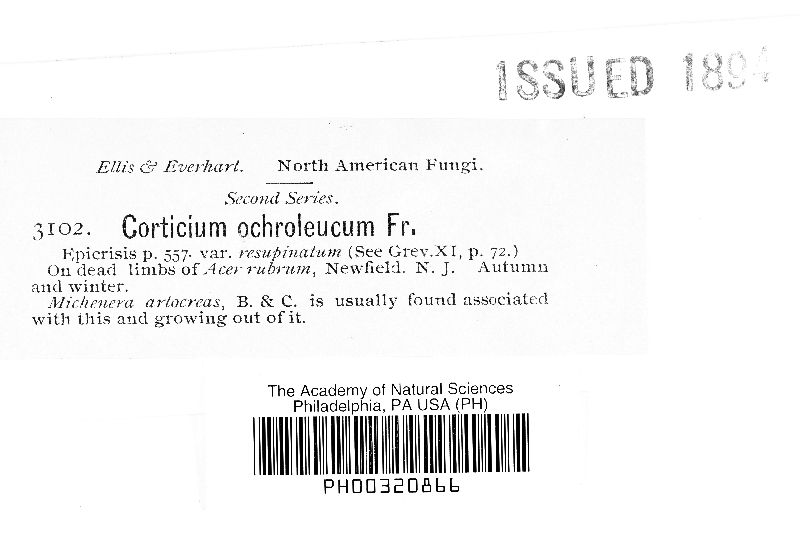 ISSUED 1894
Ellis & Everhart. North American Fungi.
Second Series.
3102. Corticium ochroleucum Fr.
Epicrisis p. 557. var. resupinatum (See Grev. XI, p. 72.)
On dead limbs of Acer rubrum, Newfield. N. J. Autumn
and winter.
Michenera artocreas, B. & C. is usually found associated
with this and growing out of it.
The Academy of Natural Sciences
Philadelphia, PA USA (PH)
PH00320866